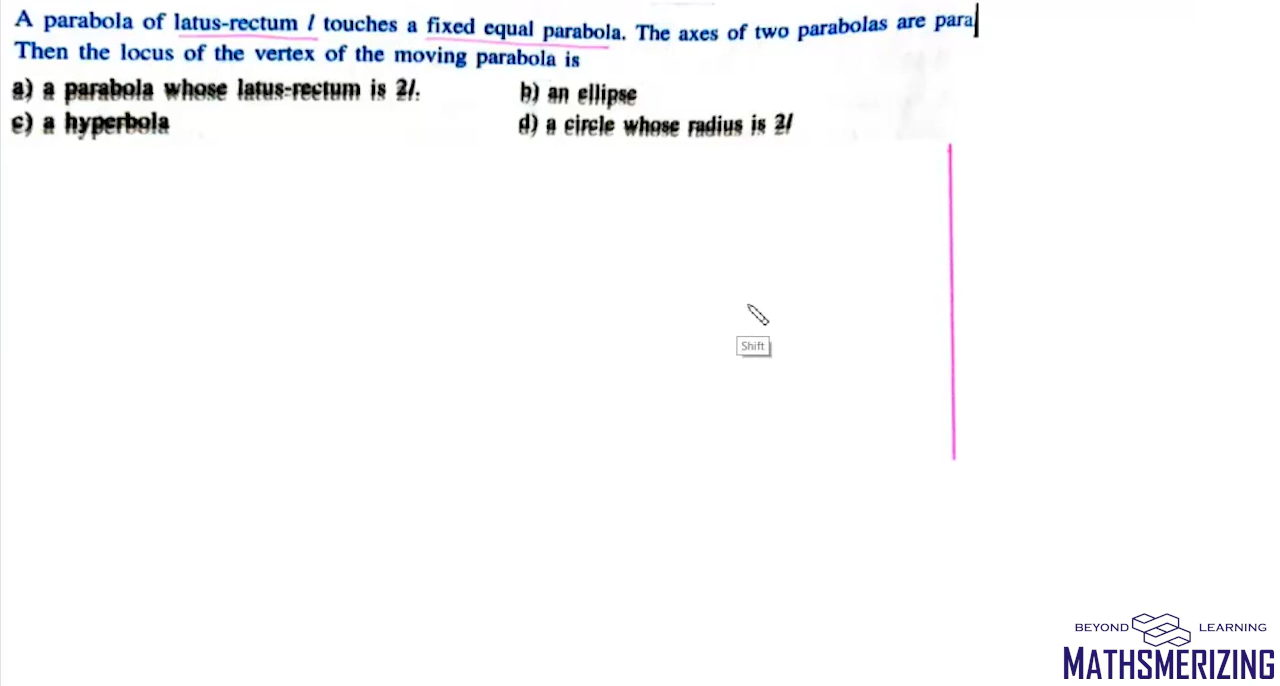 A parabola of latus-rectum l touches a fixed equal parabola. The axes of two parabolas are para
Then the locus of the vertex of the moving parabola is
a) a parabola whose latus-rectum is 2l.
b) an ellipse
c) a hyperbola
d) a circle whose radius is 2l
Shift
BEYOND LEARNING
MATHSMERIZING